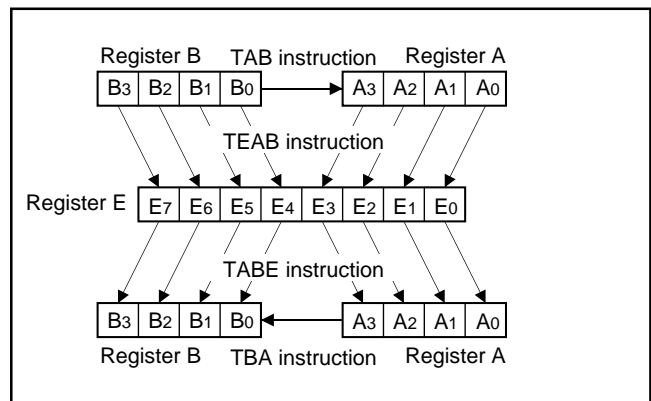 Register B TAB instruction Register A
B3 B2 B1 B0 A3 A2 A1 A0
TEAB instruction
Register E E7 E6 E5 E4 E3 E2 E1 E0
TABE instruction
B3 B2 B1 B0 A3 A2 A1 A0
Register B TBA instruction Register A